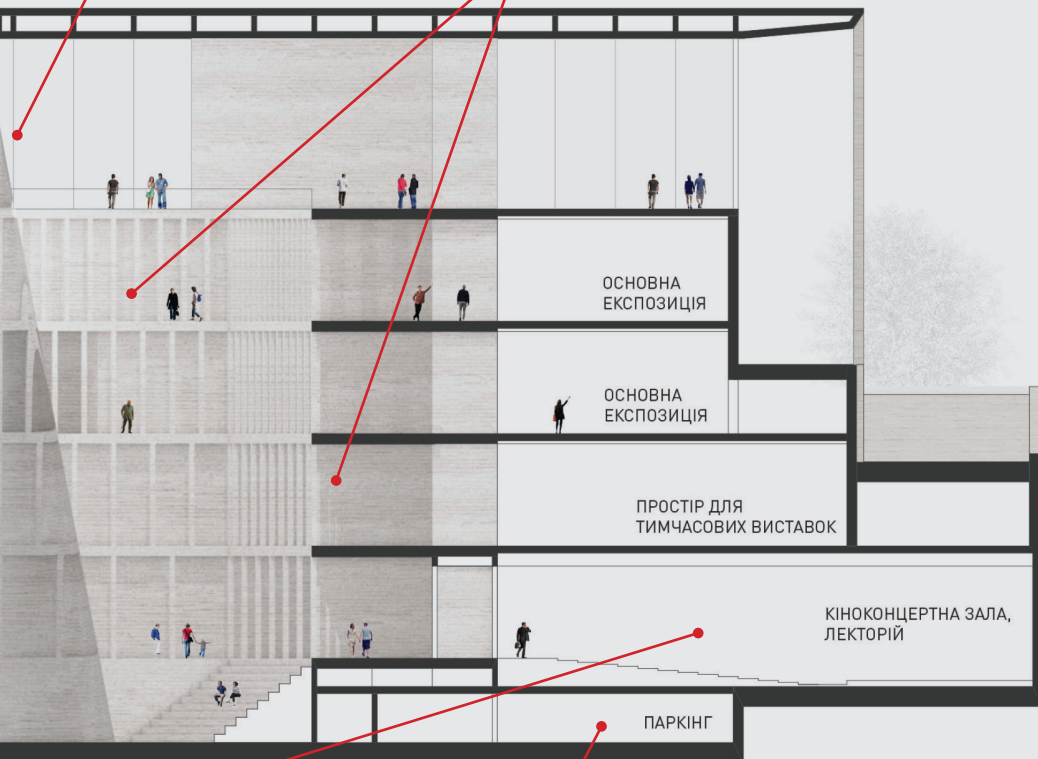 ОСНОВНА
ЕКСПОЗИЦІЯ
ОСНОВНА
ЕКСПОЗИЦІЯ
ПРОСТІР ДЛЯ
ТИМЧАСОВИХ ВИСТАВОК
КІНОКОНЦЕРТНА ЗАЛА,
ЛЕКТОРІЙ
ПАРКІНГ